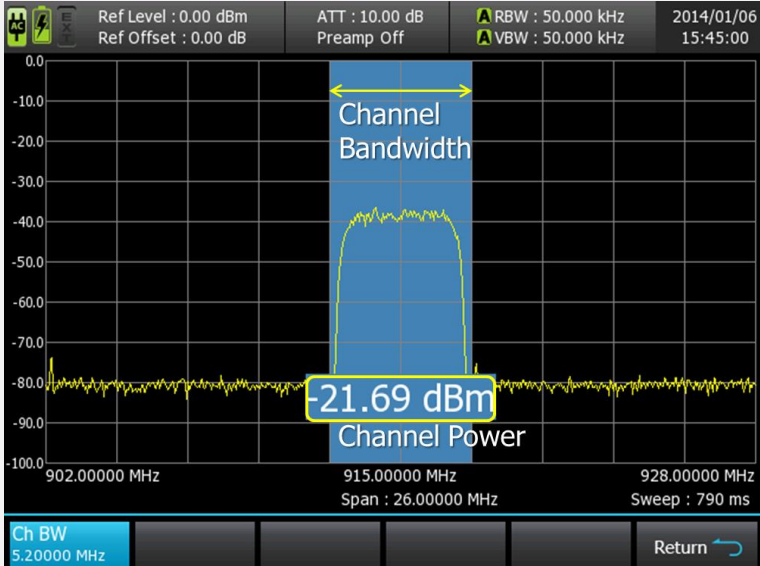 AC
EXT
Ref Level : 0.00 dBm
Ref Offset : 0.00 dB
ATT : 10.00 dB
Preamp Off
A RBW : 50.000 kHz
A VBW : 50.000 kHz
2014/01/06
15:45:00
0.0
-10.0
-20.0
-30.0
-40.0
-50.0
-60.0
-70.0
-80.0
-90.0
-100.0
Channel
Bandwidth
-21.69 dBm
Channel Power
902.00000 MHz
915.00000 MHz
928.00000 MHz
Span : 26.00000 MHz
Sweep : 790 ms
Ch BW
5.20000 MHz
Return